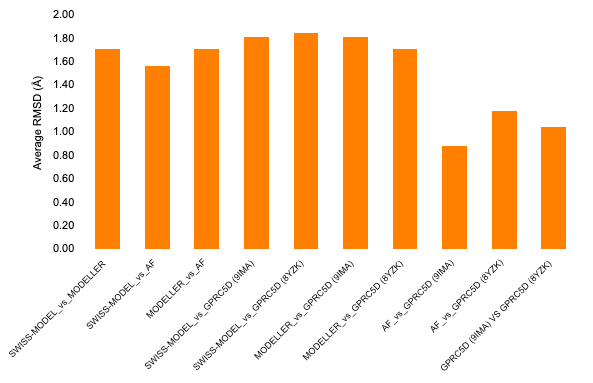 2.00
1.80
1.60
1.40
1.20
1.00
0.80
0.60
0.40
0.20
0.00
Average RMSD (Å)
SWISS-MODEL_vs_MODELLER
SWISS-MODEL_vs_AF
MODELLER_vs_AF
SWISS-MODEL_vs_GPRC5D (9IMA)
SWISS-MODEL_vs_GPRC5D (8YZK)
MODELLER_vs_GPRC5D (9IMA)
MODELLER_vs_GPRC5D (8YZK)
AF_vs_GPRC5D (9IMA)
AF_vs_GPRC5D (8YZK)
GPRC5D (9IMA) VS GPRC5D (8YZK)